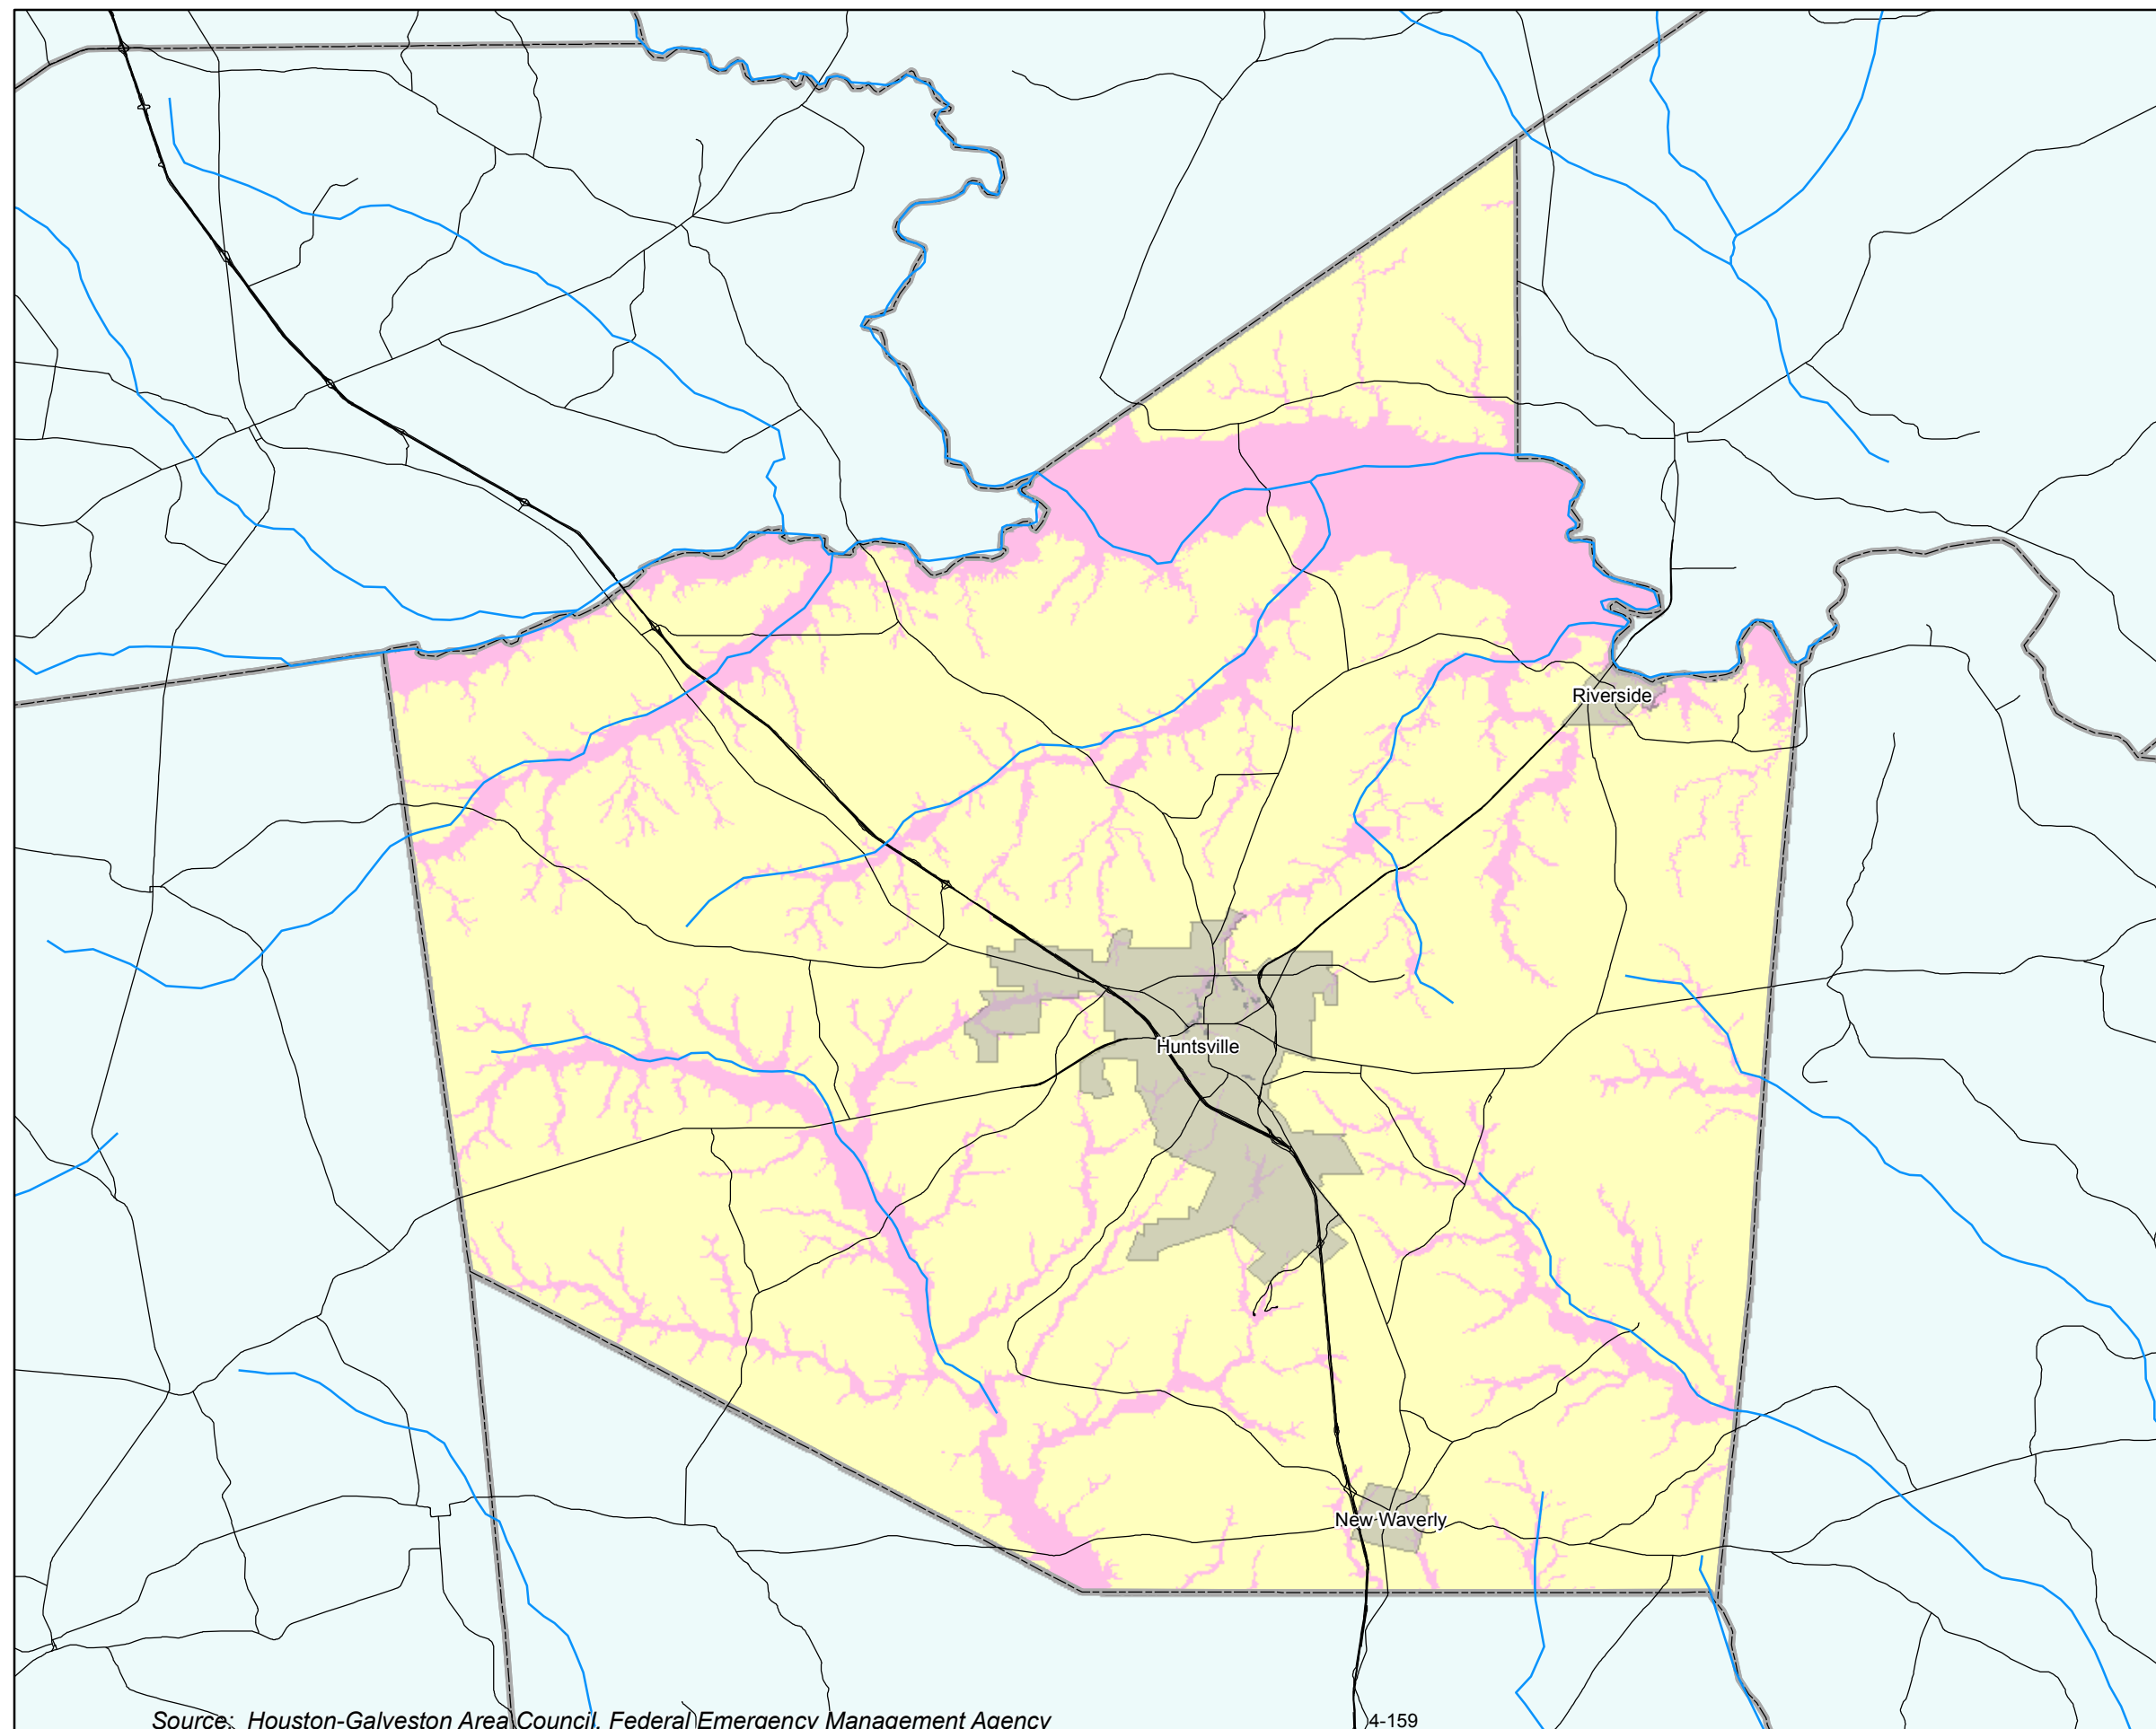 Riverside
Huntsville
New Waverly
Source: Houston-Galveston Area Council, Federal Emergency Management Agency
4-159